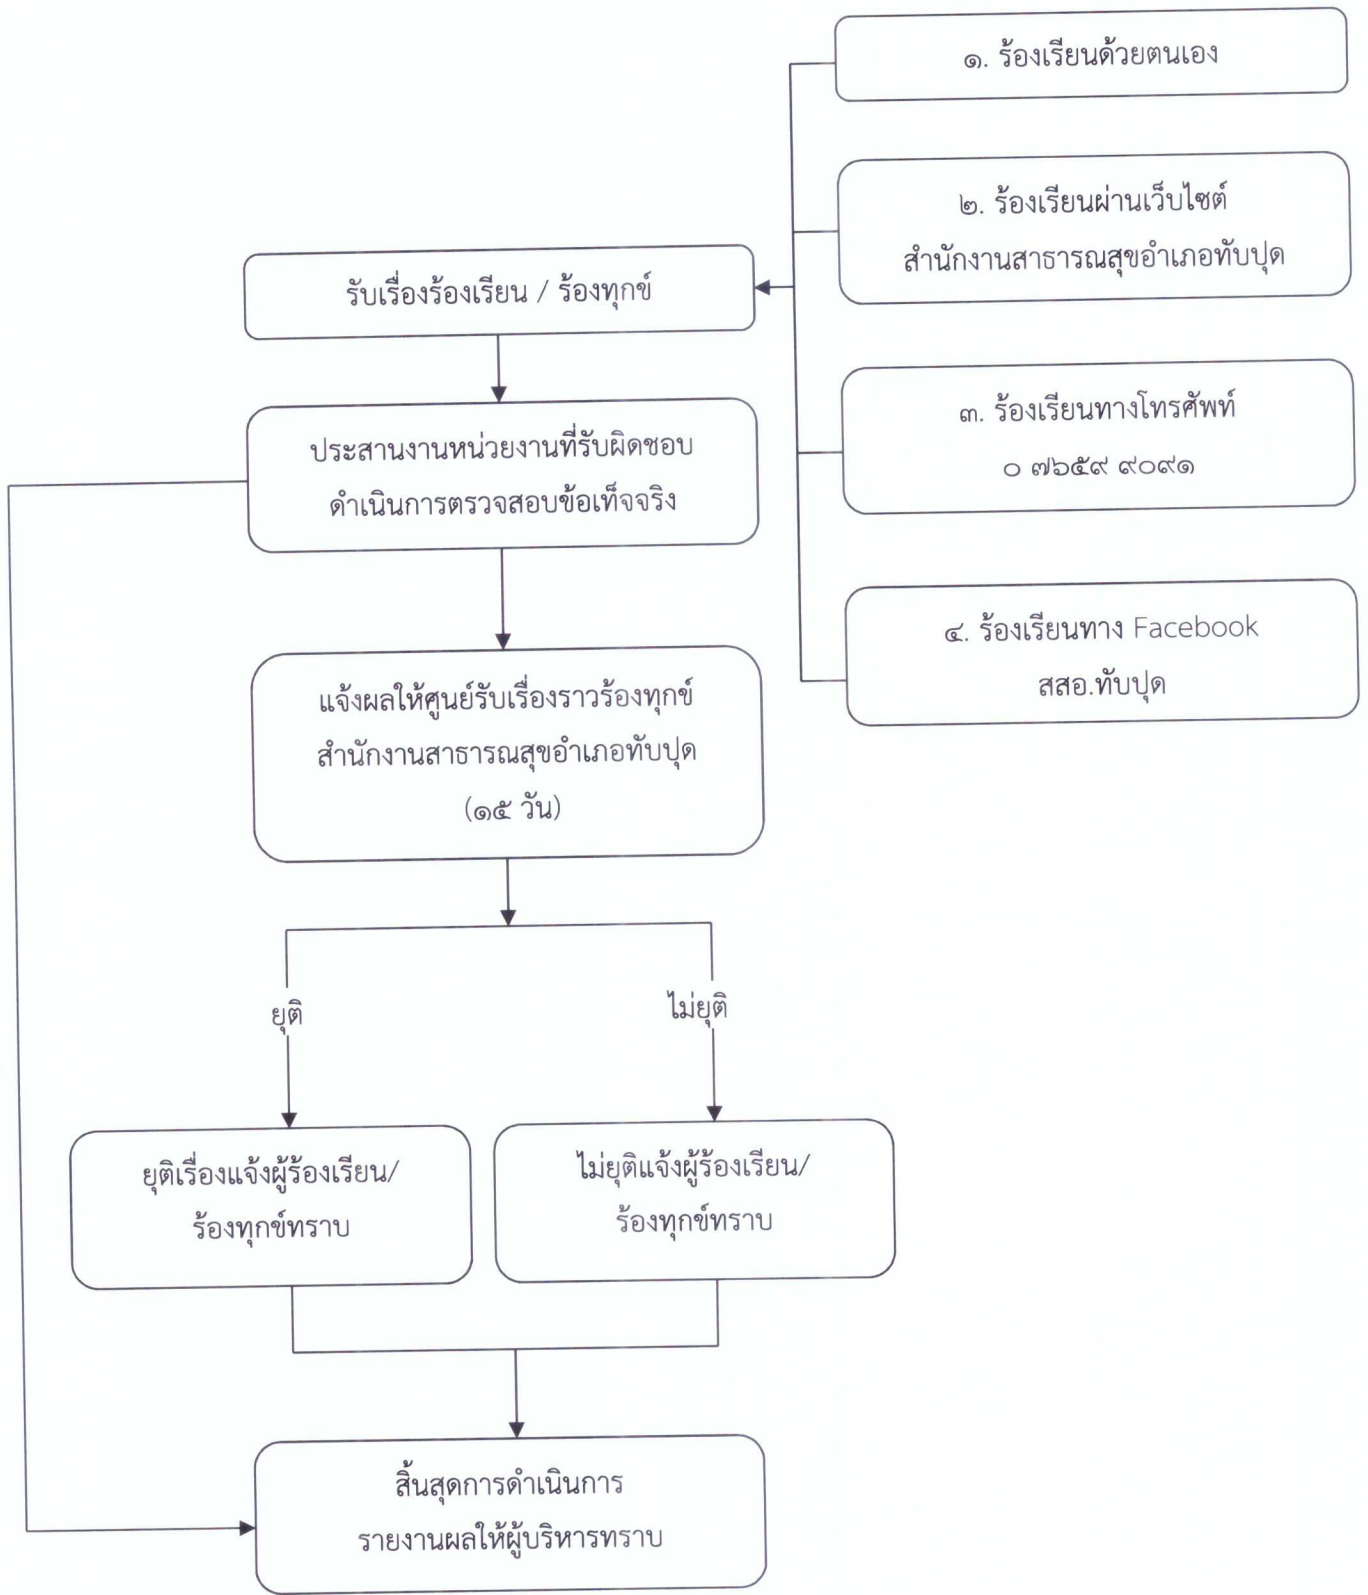 ๑. ร้องเรียนด้วยตนเอง
๒. ร้องเรียนผ่านเว็บไซต์
สำนักงานสาธารณสุขอำเภอทับปุด
๓. ร้องเรียนทางโทรศัพท์
๐ ๗๖๕๙ ๙๐๙๑
๔. ร้องเรียนทาง Facebook
สสอ.ทับปุด
รับเรื่องร้องเรียน / ร้องทุกข์
ประสานงานหน่วยงานที่รับผิดชอบ
ดำเนินการตรวจสอบข้อเท็จจริง
แจ้งผลให้ศูนย์รับเรื่องราวร้องทุกข์
สำนักงานสาธารณสุขอำเภอทับปุด
(๑๕ วัน)
ยุติ
ไม่ยุติ
ยุติเรื่องแจ้งผู้ร้องเรียน/
ร้องทุกข์ทราบ
ไม่ยุติแจ้งผู้ร้องเรียน/
ร้องทุกข์ทราบ
สิ้นสุดการดำเนินการ
รายงานผลให้ผู้บริหารทราบ